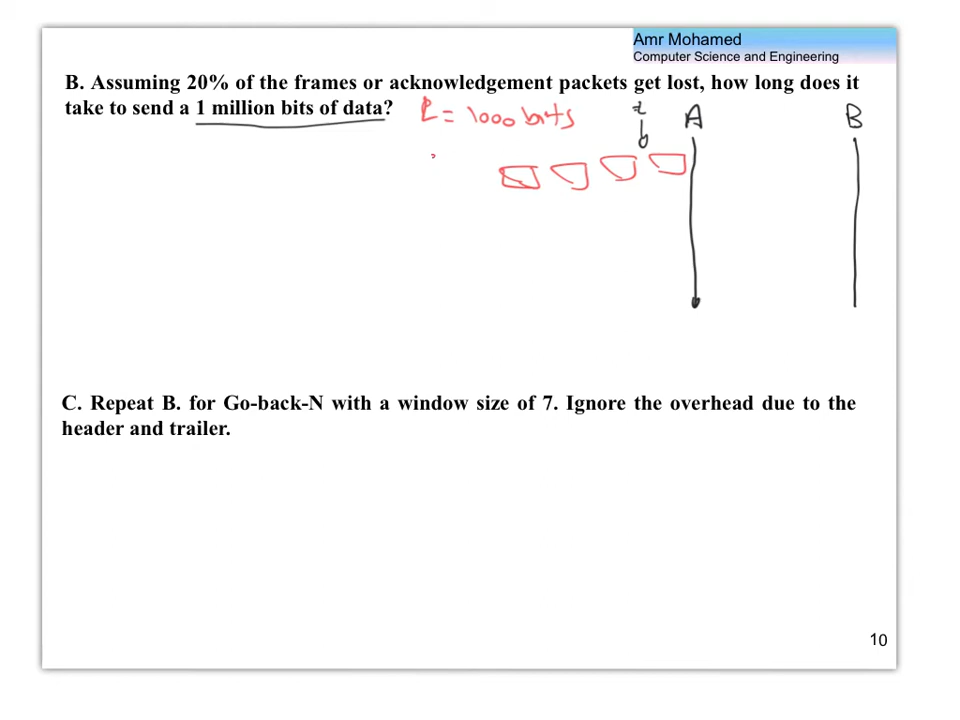 Amr Mohamed
Computer Science and Engineering
B. Assuming 20% of the frames or acknowledgement packets get lost, how long does it
take to send a 1 million bits of data?
L = 1000 bits
A
B
C. Repeat B. for Go-back-N with a window size of 7. Ignore the overhead due to the
header and trailer.
10